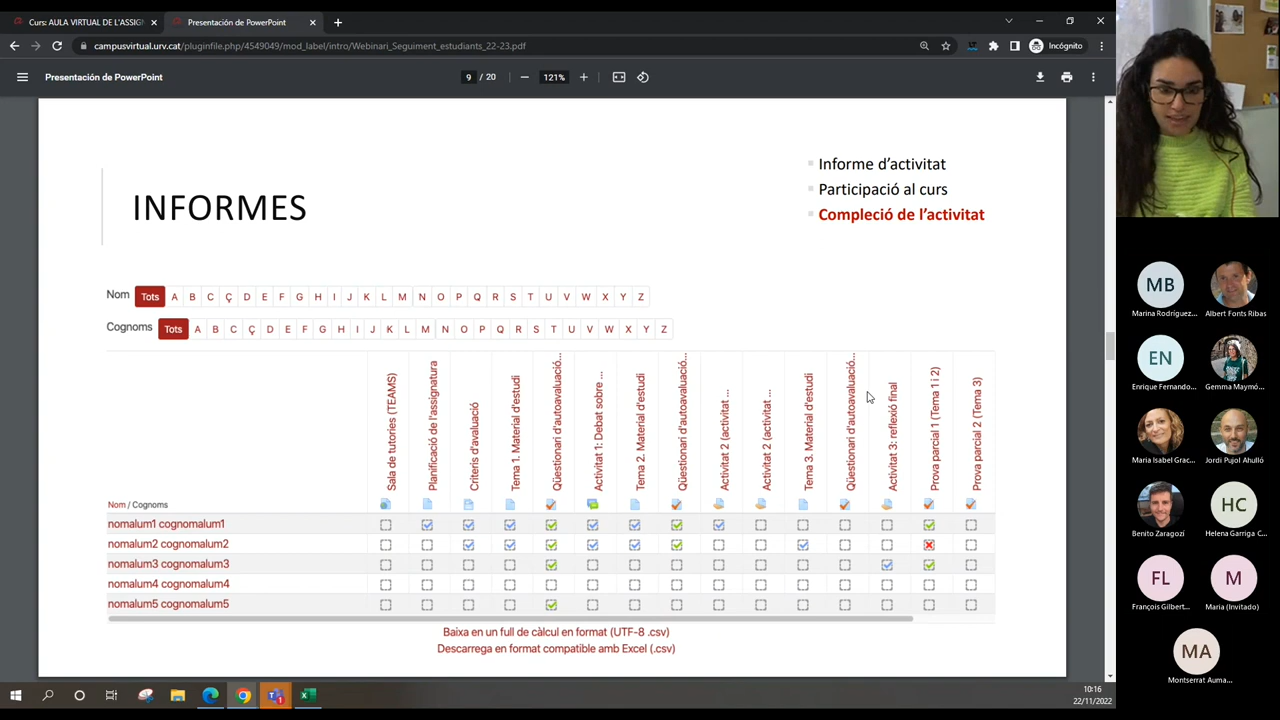 Curs: AULA VIRTUAL DE L'ASSIGN
Presentación de PowerPoint
campusvirtual.urv.cat/pluginfile.php/4549049/mod_label/intro/Webinari_Seguiment_estudiants_22-23.pdf
Incógnito
Presentación de PowerPoint
9 / 20
121%
Informe d'activitat
Participació al curs
Compleció de l'activitat
INFORMES
Nom Tots A B C Ç D E F G H I J K L M N O P Q R S T U V W X Y Z
Cognoms Tots A B C Ç D E F G H I J K L M N O P Q R S T U V W X Y Z
Sala de tutories (TEAMS)
Planificació de l'assignatura
Criteris d'avaluació
Tema 1. Material d'estudi
Qüestionari d'autoavaluació...
Activitat 1: Debat sobre ...
Tema 2. Material d'estudi
Qüestionari d'autoavaluació...
Activitat 2 (activitat...
Activitat 2 (activitat...
Tema 3. Material d'estudi
Qüestionari d'autoavaluació...
Activitat 3: reflexió final
Prova parcial 1 (Tema 1 i 2)
Prova parcial 2 (Tema 3)
Nom / Cognoms
nomalum1 cognomalum1
nomalum2 cognomalum2
nomalum3 cognomalum3
nomalum4 cognomalum4
nomalum5 cognomalum5
Baixa en un full de càlcul en format (UTF-8 .csv)
Descarrega en format compatible amb Excel (.csv)
MB
Marina Rodríguez...
Albert Fonts Ribas
EN
Enrique Fernando...
Gemma Maymó...
Maria Isabel Grac...
Jordi Pujol Ahulló
Benito Zaragozí
HC
Helena Garriga C...
FL
François Gilbert...
M
Maria (Invitado)
MA
Montserrat Auma...
10:16
22/11/2022